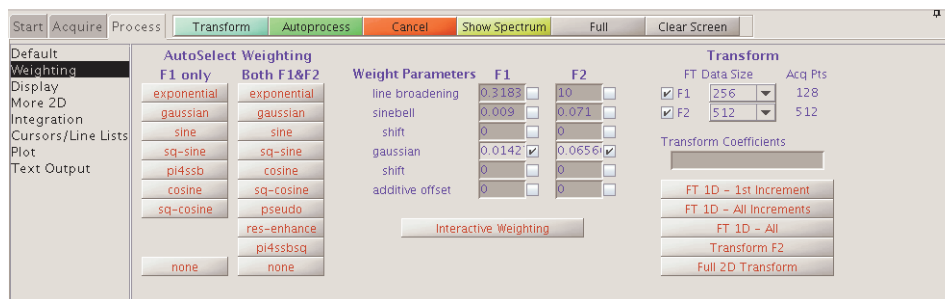 Start Acquire Process Transform Autoprocess Cancel Show Spectrum Full Clear Screen
Default
Weighting
Display
More 2D
Integration
Cursors/Line Lists
Plot
Text Output
AutoSelect Weighting
F1 only Both F1&F2
exponential exponential
gaussian gaussian
sine sine
sq-sine sq-sine
pi4ssb cosine
cosine sq-cosine
sq-cosine pseudo
res-enhance
pi4ssbsq
none none
Weight Parameters F1 F2
line broadening 0.3183 10
sinebell 0.009 0.071
shift 0 0
gaussian 0.0142 0.0656
shift 0 0
additive offset 0 0
Interactive Weighting
Transform
FT Data Size Acq Pts
F1 256 128
F2 512 512
Transform Coefficients
FT 1D - 1st Increment
FT 1D - All Increments
FT 1D - All
Transform F2
Full 2D Transform